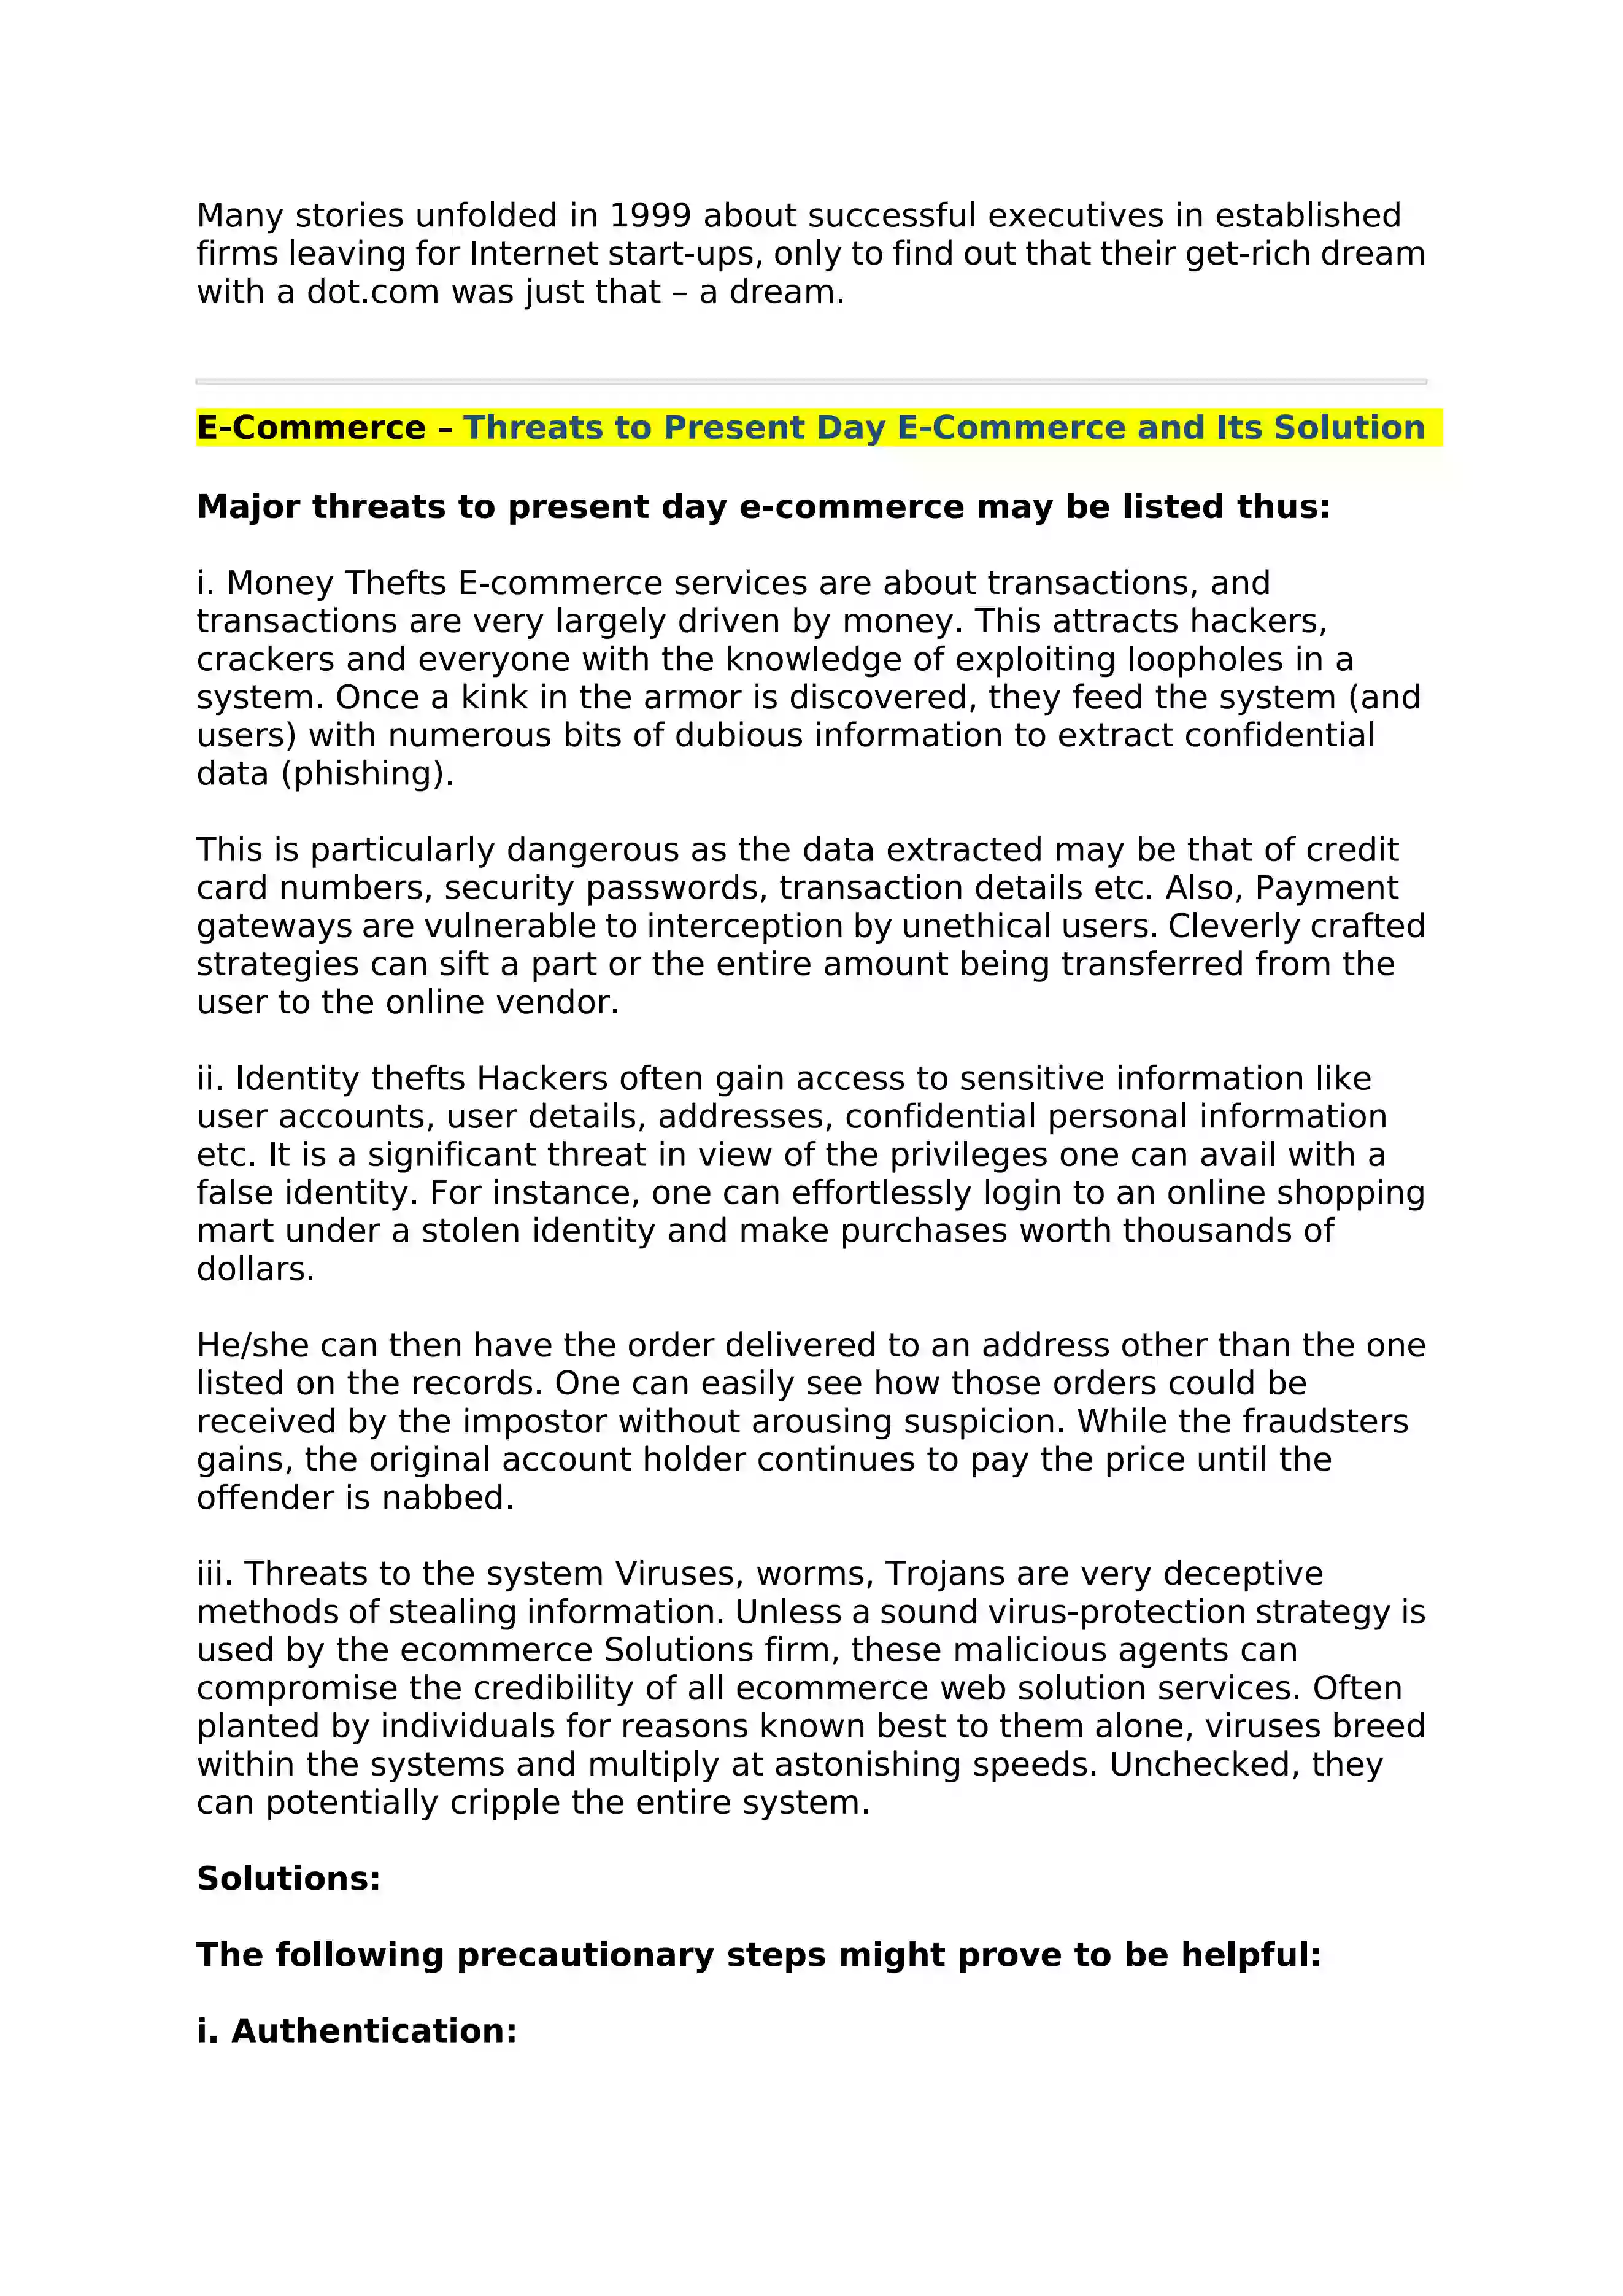 Many stories unfolded in 1999 about successful executives in established
firms leaving for Internet start-ups, only to find out that their get-rich dream
with a dot.com was just that – a dream.
E-Commerce – Threats to Present Day E-Commerce and Its Solution
Major threats to present day e-commerce may be listed thus:
i. Money Thefts E-commerce services are about transactions, and
transactions are very largely driven by money. This attracts hackers,
crackers and everyone with the knowledge of exploiting loopholes in a
system. Once a kink in the armor is discovered, they feed the system (and
users) with numerous bits of dubious information to extract confidential
data (phishing).
This is particularly dangerous as the data extracted may be that of credit
card numbers, security passwords, transaction details etc. Also, Payment
gateways are vulnerable to interception by unethical users. Cleverly crafted
strategies can sift a part or the entire amount being transferred from the
user to the online vendor.
ii. Identity thefts Hackers often gain access to sensitive information like
user accounts, user details, addresses, confidential personal information
etc. It is a significant threat in view of the privileges one can avail with a
false identity. For instance, one can effortlessly login to an online shopping
mart under a stolen identity and make purchases worth thousands of
dollars.
He/she can then have the order delivered to an address other than the one
listed on the records. One can easily see how those orders could be
received by the impostor without arousing suspicion. While the fraudsters
gains, the original account holder continues to pay the price until the
offender is nabbed.
iii. Threats to the system Viruses, worms, Trojans are very deceptive
methods of stealing information. Unless a sound virus-protection strategy is
used by the ecommerce Solutions firm, these malicious agents can
compromise the credibility of all ecommerce web solution services. Often
planted by individuals for reasons known best to them alone, viruses breed
within the systems and multiply at astonishing speeds. Unchecked, they
can potentially cripple the entire system.
Solutions:
The following precautionary steps might prove to be helpful:
i. Authentication: